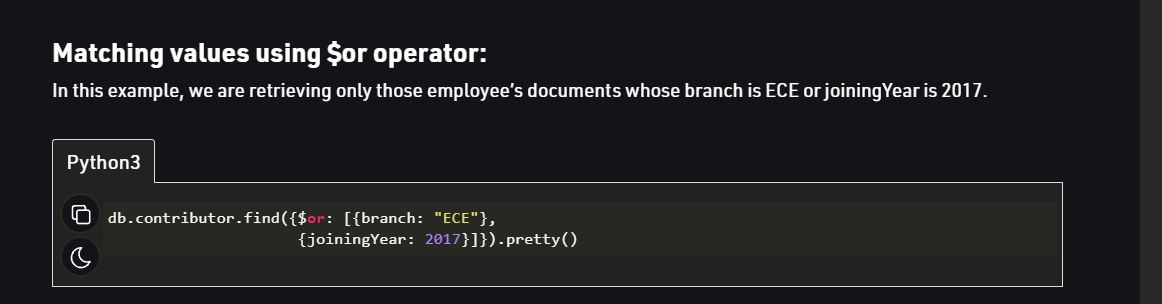 Matching values using $or operator:
In this example, we are retrieving only those employee's documents whose branch is ECE or joiningYear is 2017.
Python3
db.contributor.find({$or: [{branch: "ECE"},
{joiningYear: 2017}]}).pretty()